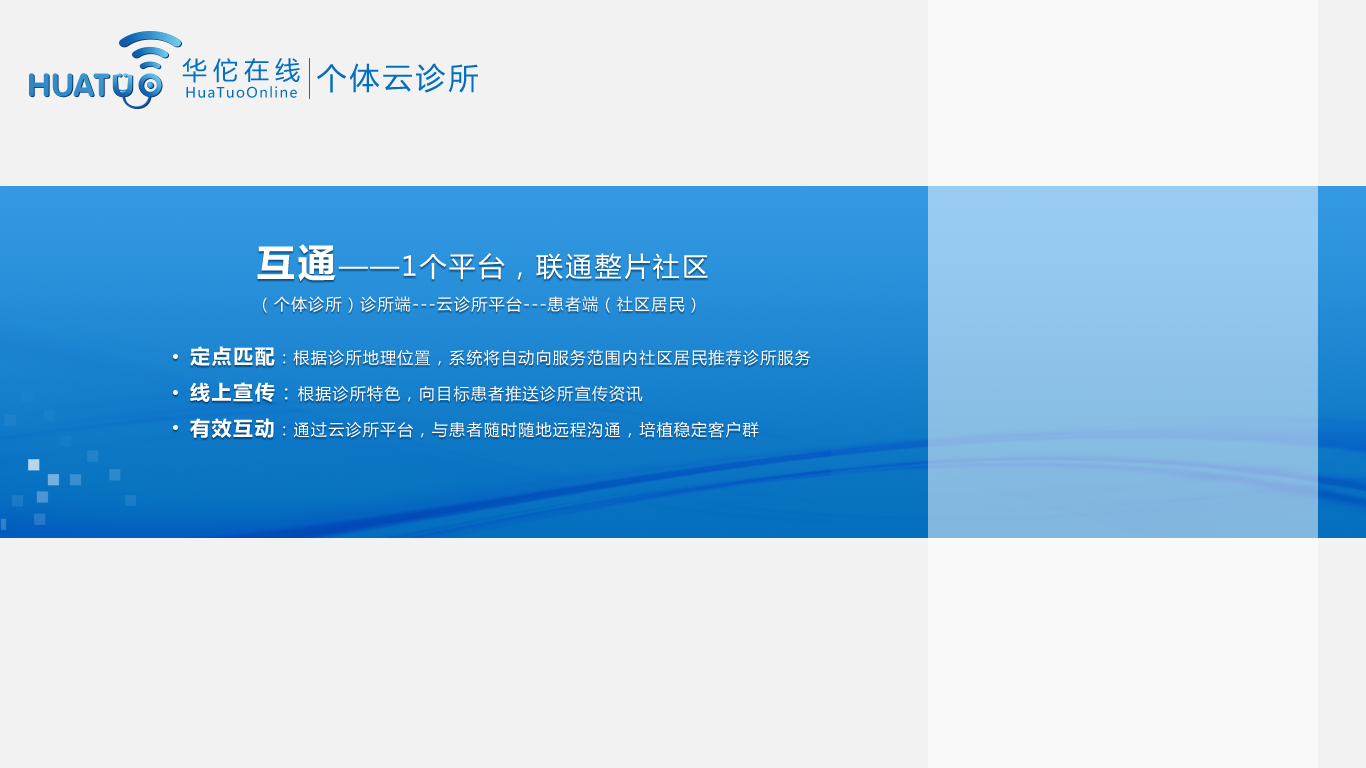 HUATUO
华佗在线
HuaTuoOnline
个体云诊所
互通——1个平台，联通整片社区
（个体诊所）诊所端---云诊所平台---患者端（社区居民）
• 定点匹配：根据诊所地理位置，系统将自动向服务范围内社区居民推荐诊所服务
• 线上宣传：根据诊所特色，向目标患者推送诊所宣传资讯
• 有效互动：通过云诊所平台，与患者随时随地远程沟通，培植稳定客户群